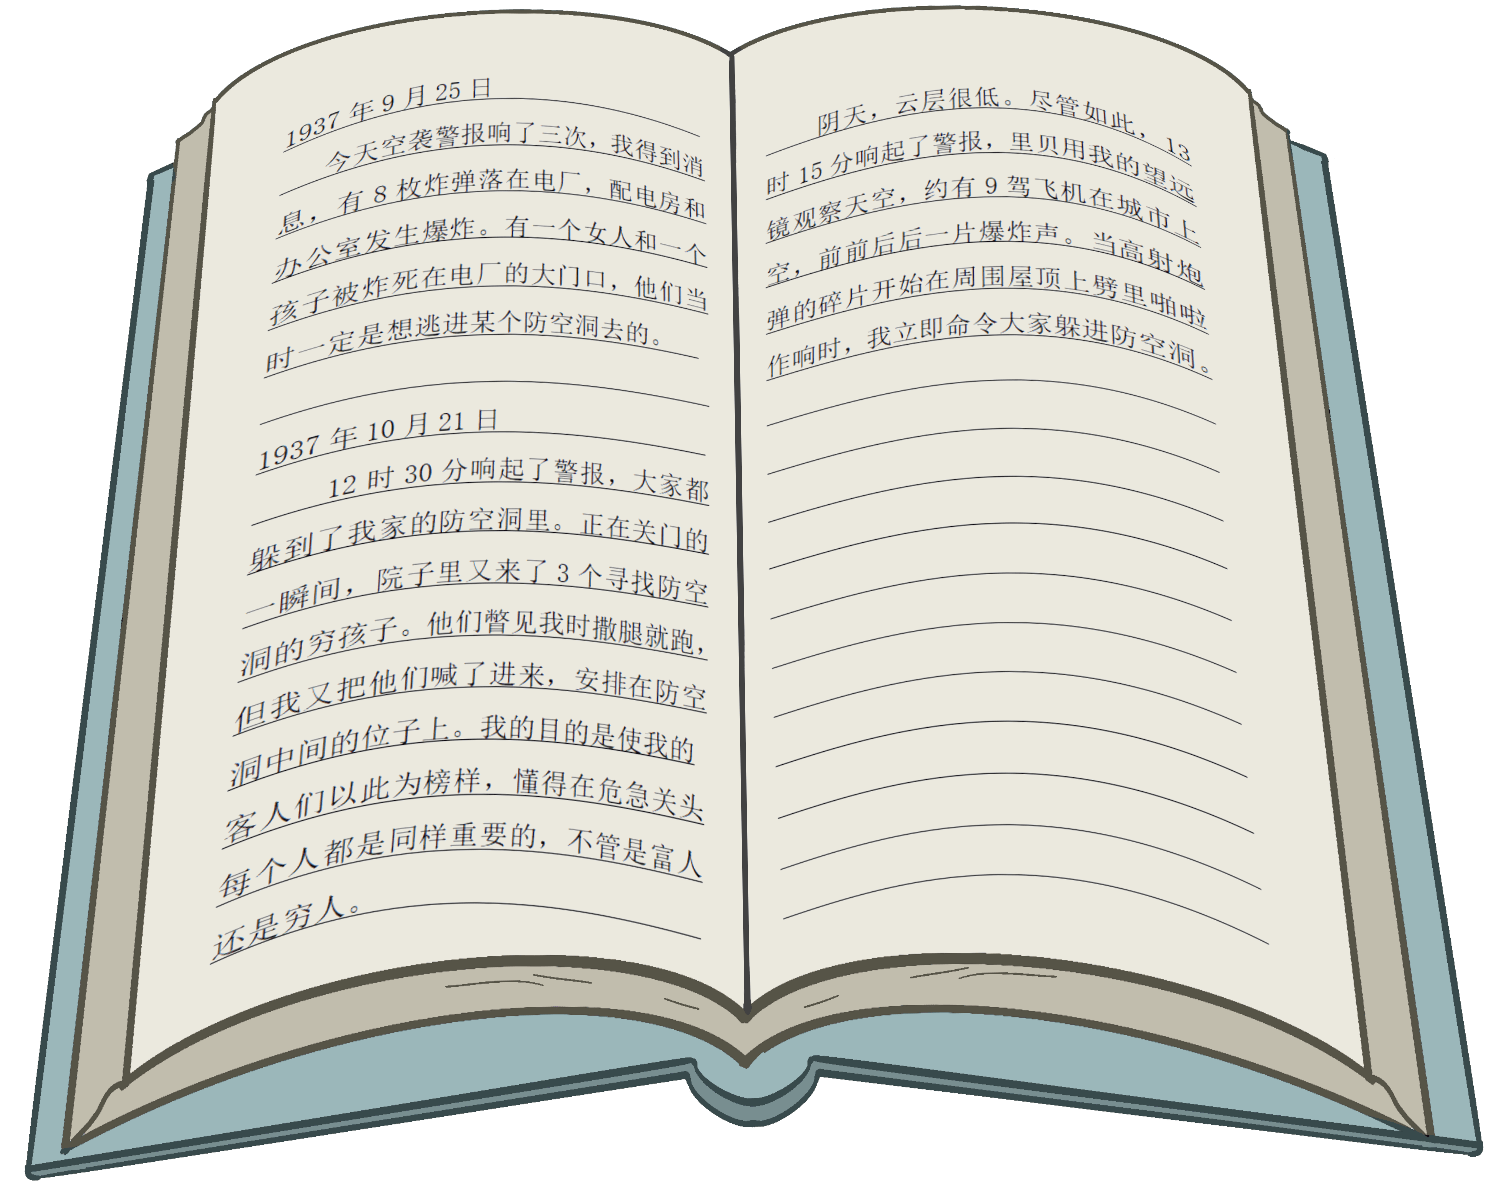 1937 年 9 月 25 日
今天空袭警报响了三次，我得到消
息，有 8 枚炸弹落在电厂，配电房和
办公室发生爆炸。有一个女人和一个
孩子被炸死在电厂的大门口，他们当
时一定是想逃进某个防空洞去的。
1937 年 10 月 21 日
12 时 30 分响起了警报，大家都
躲到了我家的防空洞里。正在关门的
一瞬间，院子里又来了 3 个寻找防空
洞的穷孩子。他们瞥见我时撒腿就跑，
但我又把他们喊了进来，安排在防空
洞中间的位子上。我的目的是使我的
客人们以此为榜样，懂得在危急关头
每个人都是同样重要的，不管是富人
还是穷人。
阴天，云层很低。尽管如此，13
时 15 分响起了警报，里贝用我的望远
镜观察天空，约有 9 驾飞机在城市上
空，前前后后一片爆炸声。当高射炮
弹的碎片开始在周围屋顶上劈里啪啦
作响时，我立即命令大家躲进防空洞。